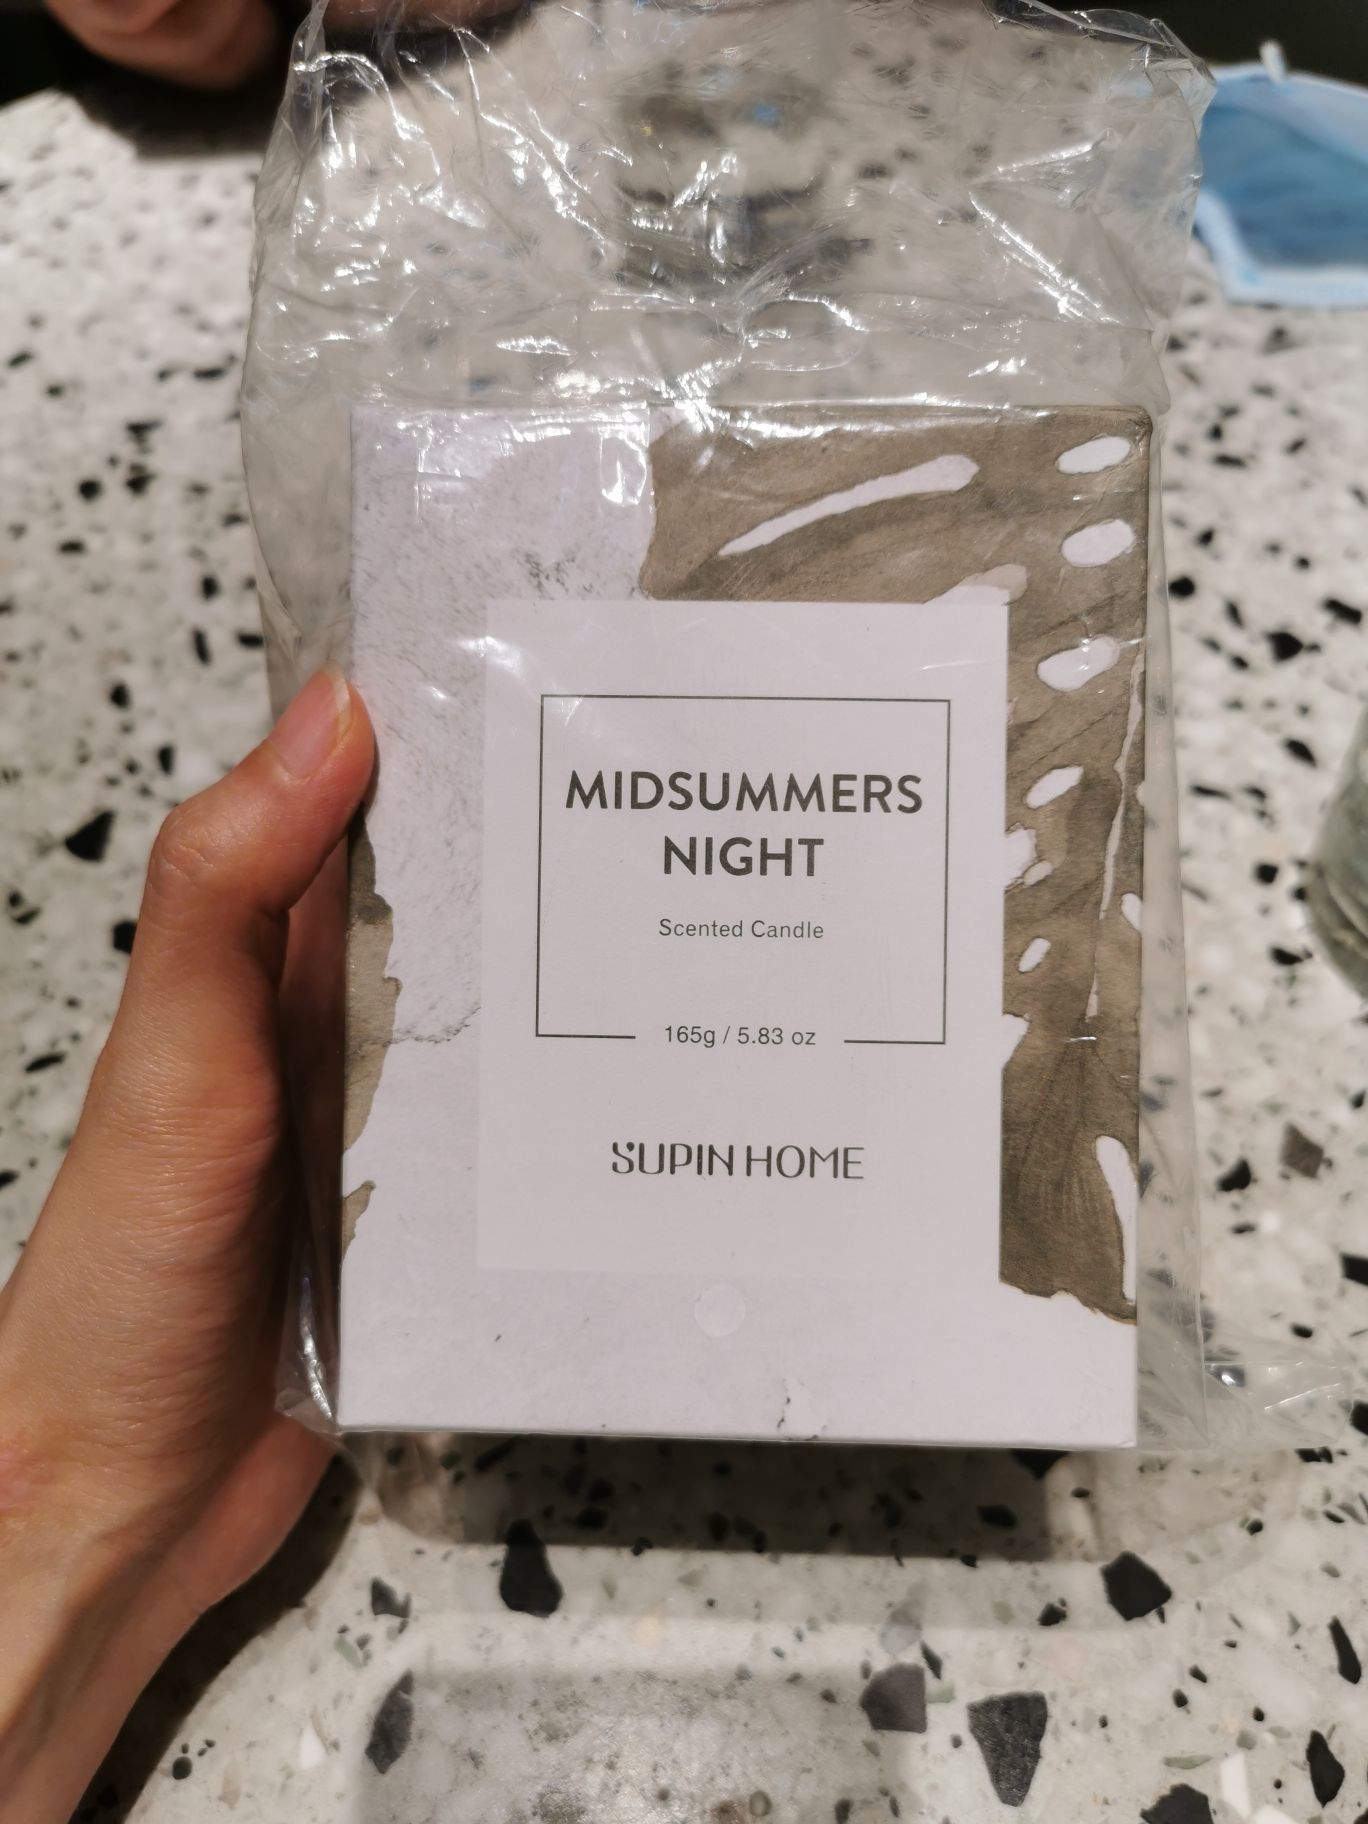 MIDSUMMERS
NIGHT
Scented Candle
165g / 5.83 oz
SUPIN HOME